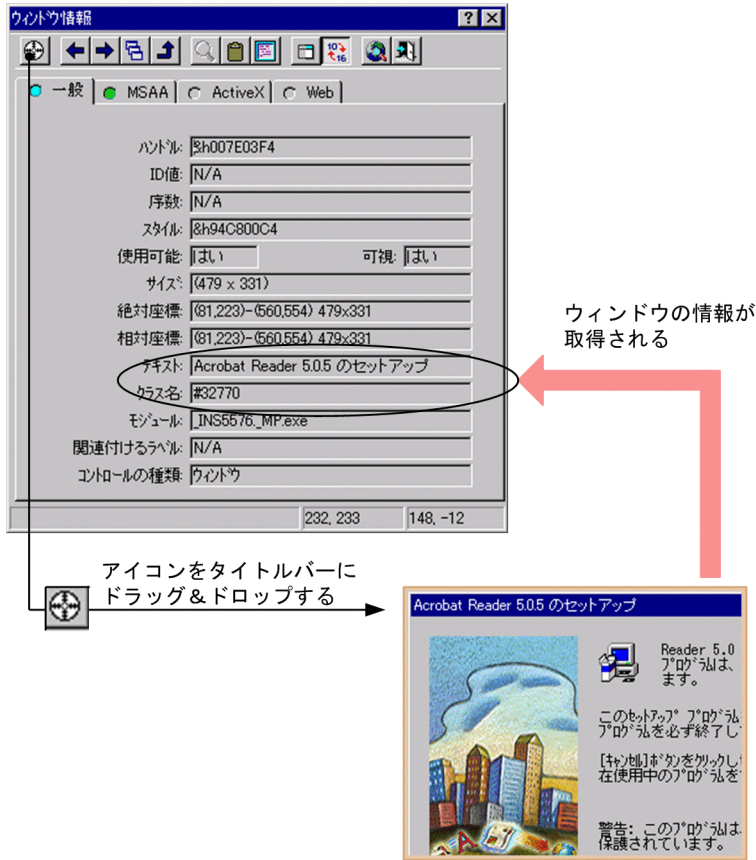 ウィンドウ情報
一般 MSAA ActiveX Web
ハンドル: &h007E03F4
ID値: N/A
序数: N/A
スタイル: &h94C800C4
使用可能: はい 可視: はい
サイズ: (479 x 331)
絶対座標: (81,223)-(560,554) 479x331
相対座標: (81,223)-(560,554) 479x331
テキスト: Acrobat Reader 5.0.5 のセットアップ
クラス名: #32770
モジュール: _INS5576._MP.exe
関連付けるラベル: N/A
コントロールの種類: ウィンドウ
232, 233 148, -12
ウィンドウの情報が
取得される
アイコンをタイトルバーに
ドラッグ＆ドロップする
Acrobat Reader 5.0.5 のセットアップ
Reader 5.0
プログラムは、
ます。
このセットアップ プログラム
プログラムを必ず終了し
[キャンセル]ボタンをクリックし
在使用中のプログラムを
警告: このプログラムは、
保護されています。